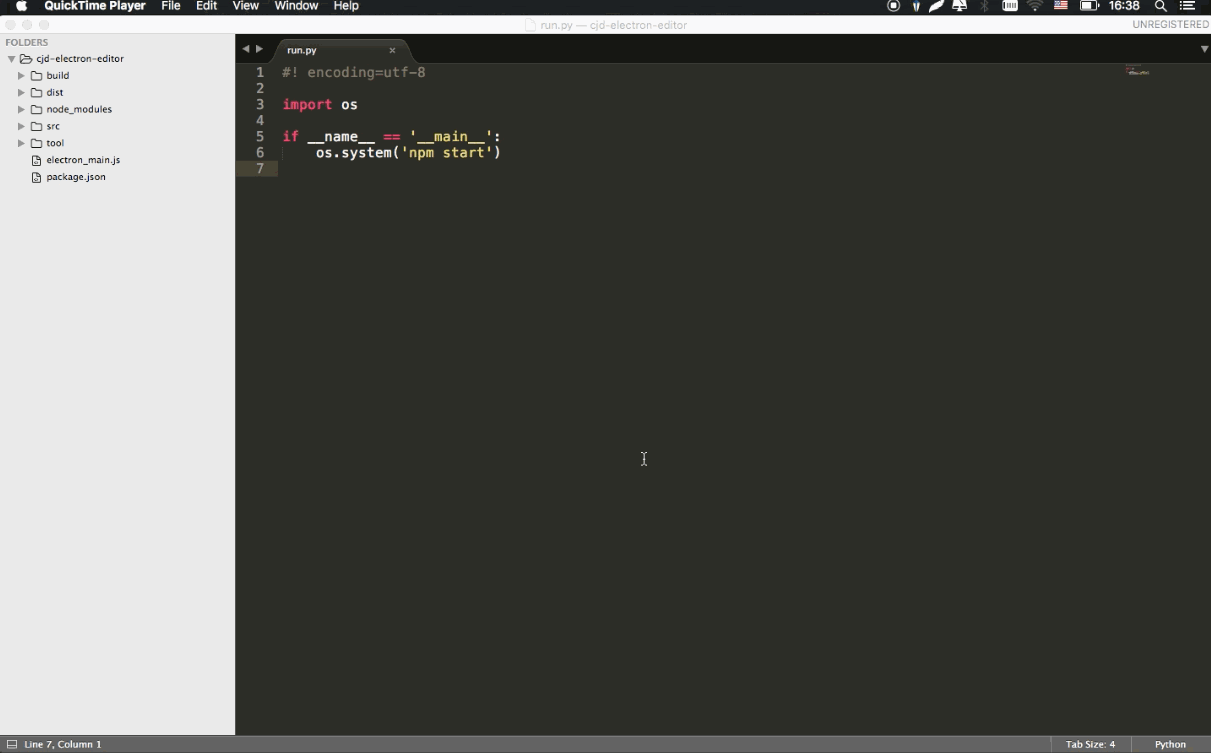 QuickTime Player File Edit View Window Help 16:38
run.py — cjd-electron-editor UNREGISTERED
FOLDERS
cjd-electron-editor
build
dist
node_modules
src
tool
electron_main.js
package.json
run.py
1 #! encoding=utf-8
2
3 import os
4
5 if __name__ == '__main__':
6 os.system('npm start')
7
Line 7, Column 1 Tab Size: 4 Python